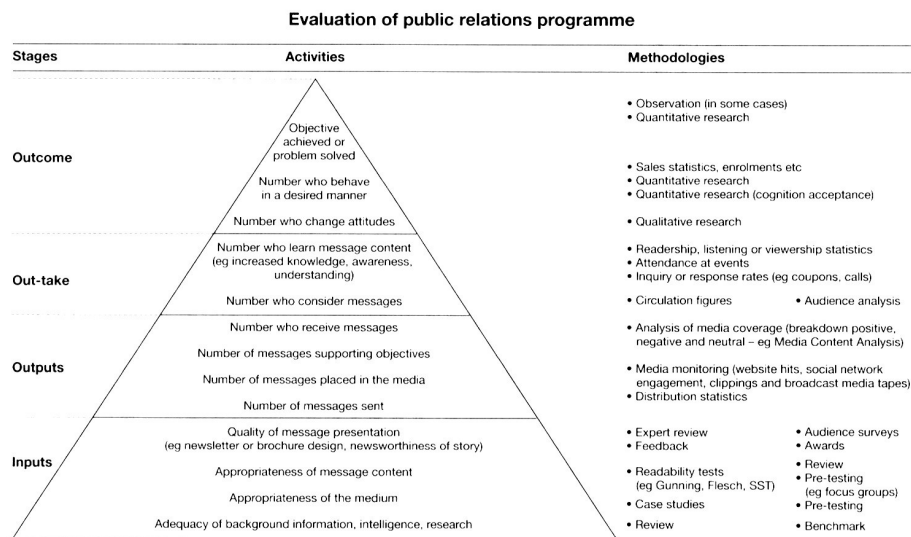 Evaluation of public relations programme
Stages
Activities
Methodologies
Outcome
Objective
achieved or
problem solved
Number who behave
in a desired manner
Number who change attitudes
• Observation (in some cases)
• Quantitative research
• Sales statistics, enrolments etc
• Quantitative research
• Quantitative research (cognition acceptance)
• Qualitative research
Out-take
Number who learn message content
(eg increased knowledge, awareness,
understanding)
Number who consider messages
• Readership, listening or viewership statistics
• Attendance at events
• Inquiry or response rates (eg coupons, calls)
• Circulation figures
• Audience analysis
Outputs
Number who receive messages
Number of messages supporting objectives
Number of messages placed in the media
Number of messages sent
• Analysis of media coverage (breakdown positive,
negative and neutral – eg Media Content Analysis)
• Media monitoring (website hits, social network
engagement, clippings and broadcast media tapes)
• Distribution statistics
Inputs
Quality of message presentation
(eg newsletter or brochure design, newsworthiness of story)
Appropriateness of message content
Appropriateness of the medium
Adequacy of background information, intelligence, research
• Expert review
• Feedback
• Readability tests
(eg Gunning, Flesch, SST)
• Case studies
• Review
• Audience surveys
• Awards
• Review
• Pre-testing
(eg focus groups)
• Pre-testing
• Benchmark